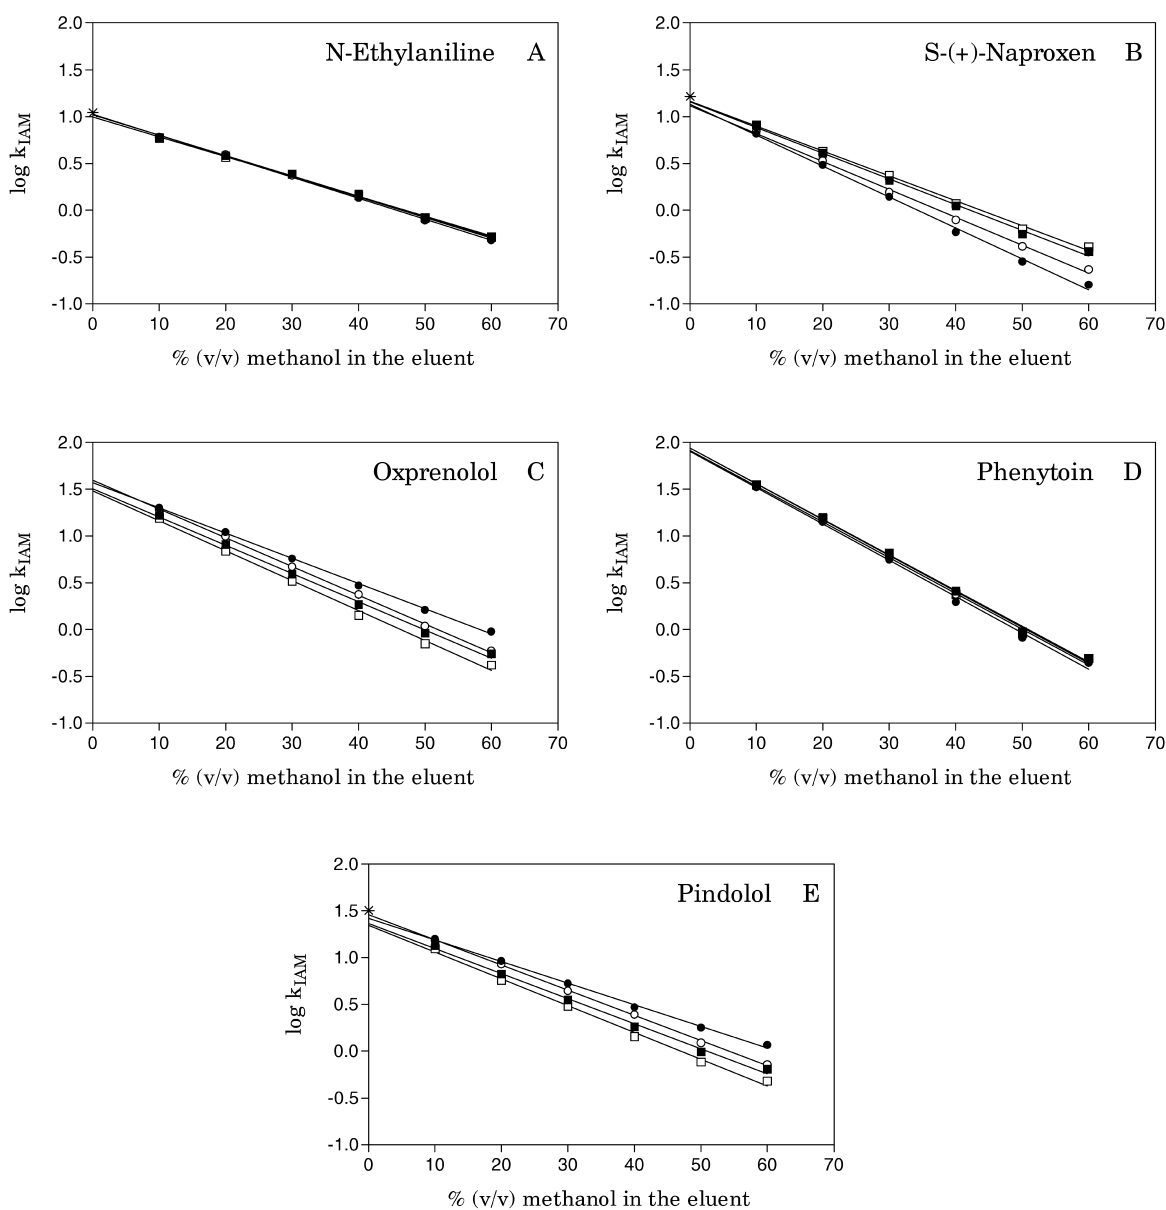 N-Ethylaniline A
2.0
1.5
1.0
0.5
0.0
-0.5
-1.0
log kIAM
0 10 20 30 40 50 60 70
% (v/v) methanol in the eluent
S-(+)-Naproxen B
2.0
1.5
1.0
0.5
0.0
-0.5
-1.0
log kIAM
0 10 20 30 40 50 60 70
% (v/v) methanol in the eluent
Oxprenolol C
2.0
1.5
1.0
0.5
0.0
-0.5
-1.0
log kIAM
0 10 20 30 40 50 60 70
% (v/v) methanol in the eluent
Phenytoin D
2.0
1.5
1.0
0.5
0.0
-0.5
-1.0
log kIAM
0 10 20 30 40 50 60 70
% (v/v) methanol in the eluent
Pindolol E
2.0
1.5
1.0
0.5
0.0
-0.5
-1.0
log kIAM
0 10 20 30 40 50 60 70
% (v/v) methanol in the eluent